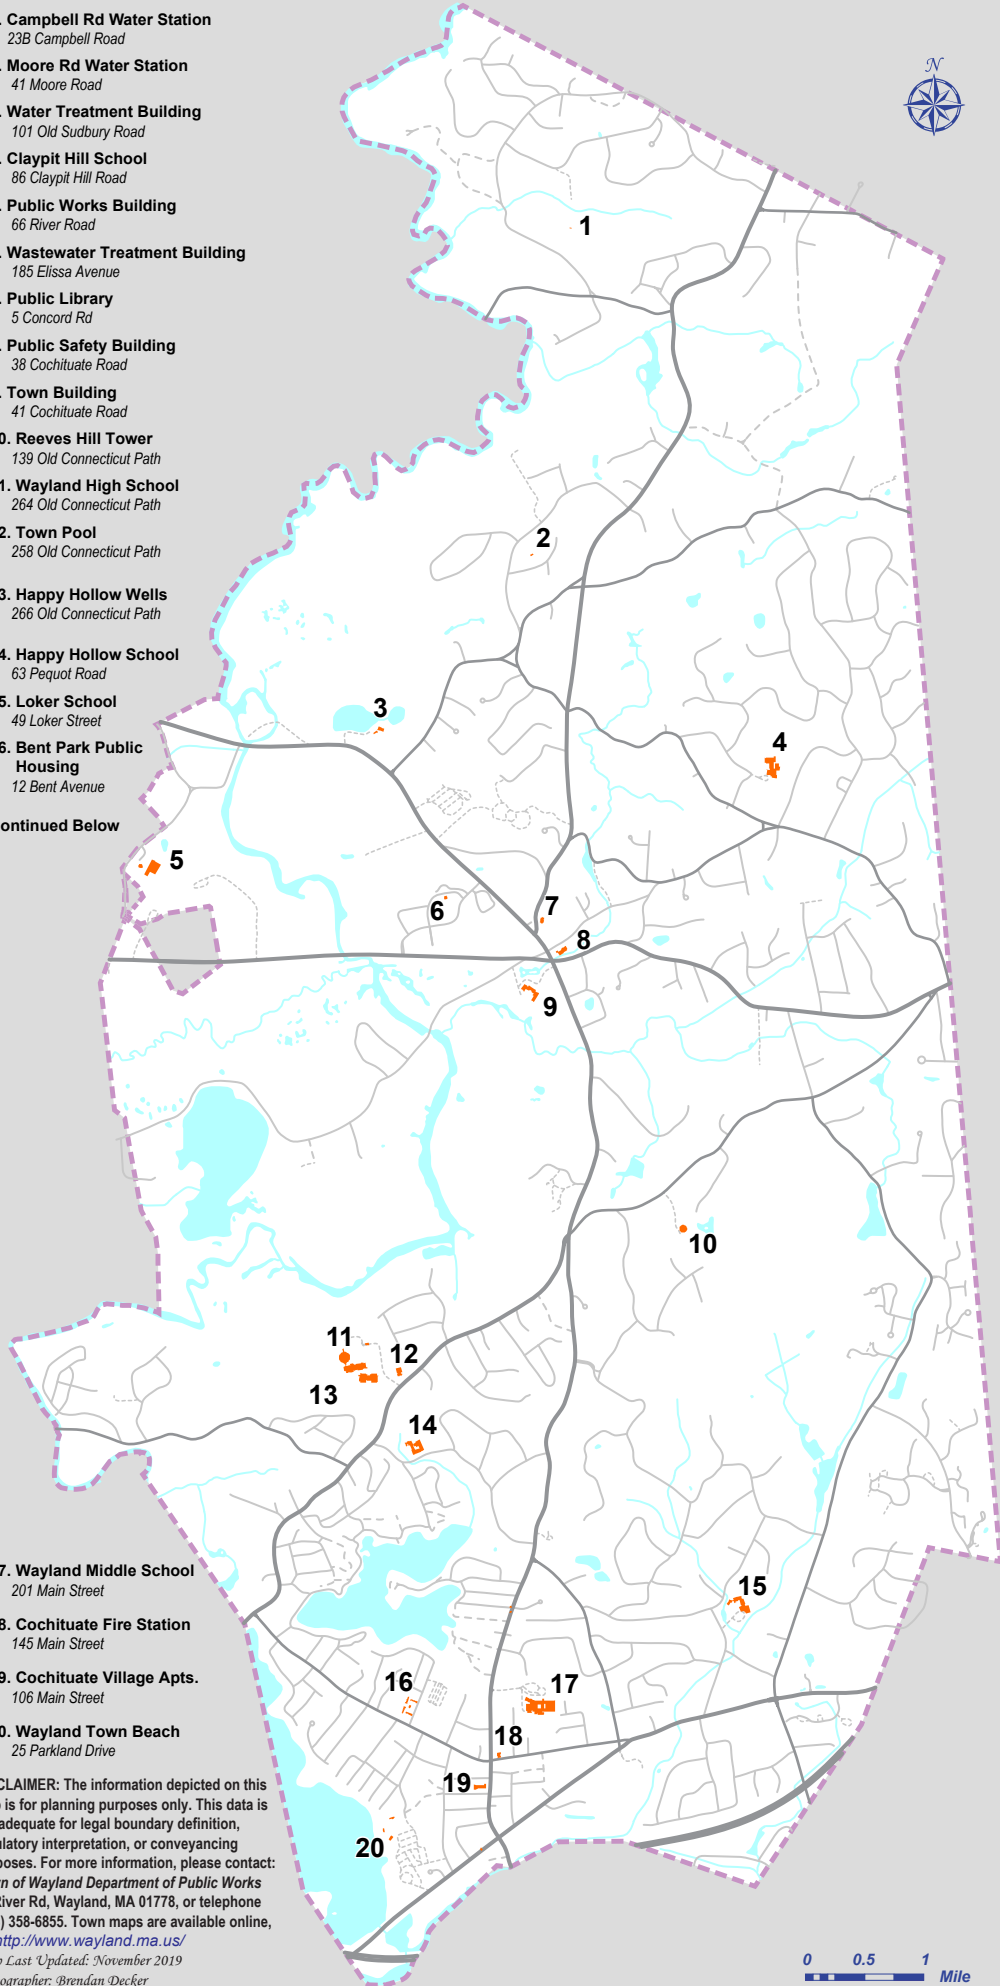 . Campbell Rd Water Station
23B Campbell Road
. Moore Rd Water Station
41 Moore Road
. Water Treatment Building
101 Old Sudbury Road
. Claypit Hill School
86 Claypit Hill Road
. Public Works Building
66 River Road
. Wastewater Treatment Building
185 Elissa Avenue
. Public Library
5 Concord Rd
. Public Safety Building
38 Cochituate Road
. Town Building
41 Cochituate Road
0. Reeves Hill Tower
139 Old Connecticut Path
1. Wayland High School
264 Old Connecticut Path
2. Town Pool
258 Old Connecticut Path
3. Happy Hollow Wells
266 Old Connecticut Path
4. Happy Hollow School
63 Pequot Road
5. Loker School
49 Loker Street
6. Bent Park Public
Housing
12 Bent Avenue
ontinued Below
N
1
2
3
4
5
6
7
8
9
10
11
12
13
14
15
16
17
18
19
20
7. Wayland Middle School
201 Main Street
8. Cochituate Fire Station
145 Main Street
9. Cochituate Village Apts.
106 Main Street
0. Wayland Town Beach
25 Parkland Drive
CLAIMER: The information depicted on this
is for planning purposes only. This data is
adequate for legal boundary definition,
ulatory interpretation, or conveyancing
poses. For more information, please contact:
n of Wayland Department of Public Works
River Rd, Wayland, MA 01778, or telephone
) 358-6855. Town maps are available online,
http://www.wayland.ma.us/
p Last Updated: November 2019
ographer: Brendan Decker
0 0.5 1
Mile